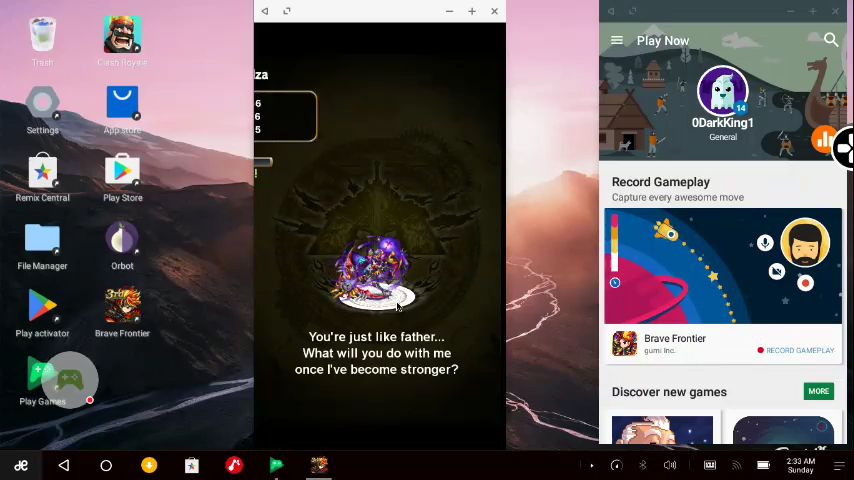 Trash
Clash Royale
Settings
App store
Remix Central
Play Store
File Manager
Orbot
Play activator
Brave Frontier
Play Games
6
6
5
You're just like father...
What will you do with me
once I've become stronger?
Play Now
14
0DarkKing1
General
Record Gameplay
Capture every awesome move
Brave Frontier
gumi Inc.
RECORD GAMEPLAY
Discover new games
MORE
2:33 AM
Sunday